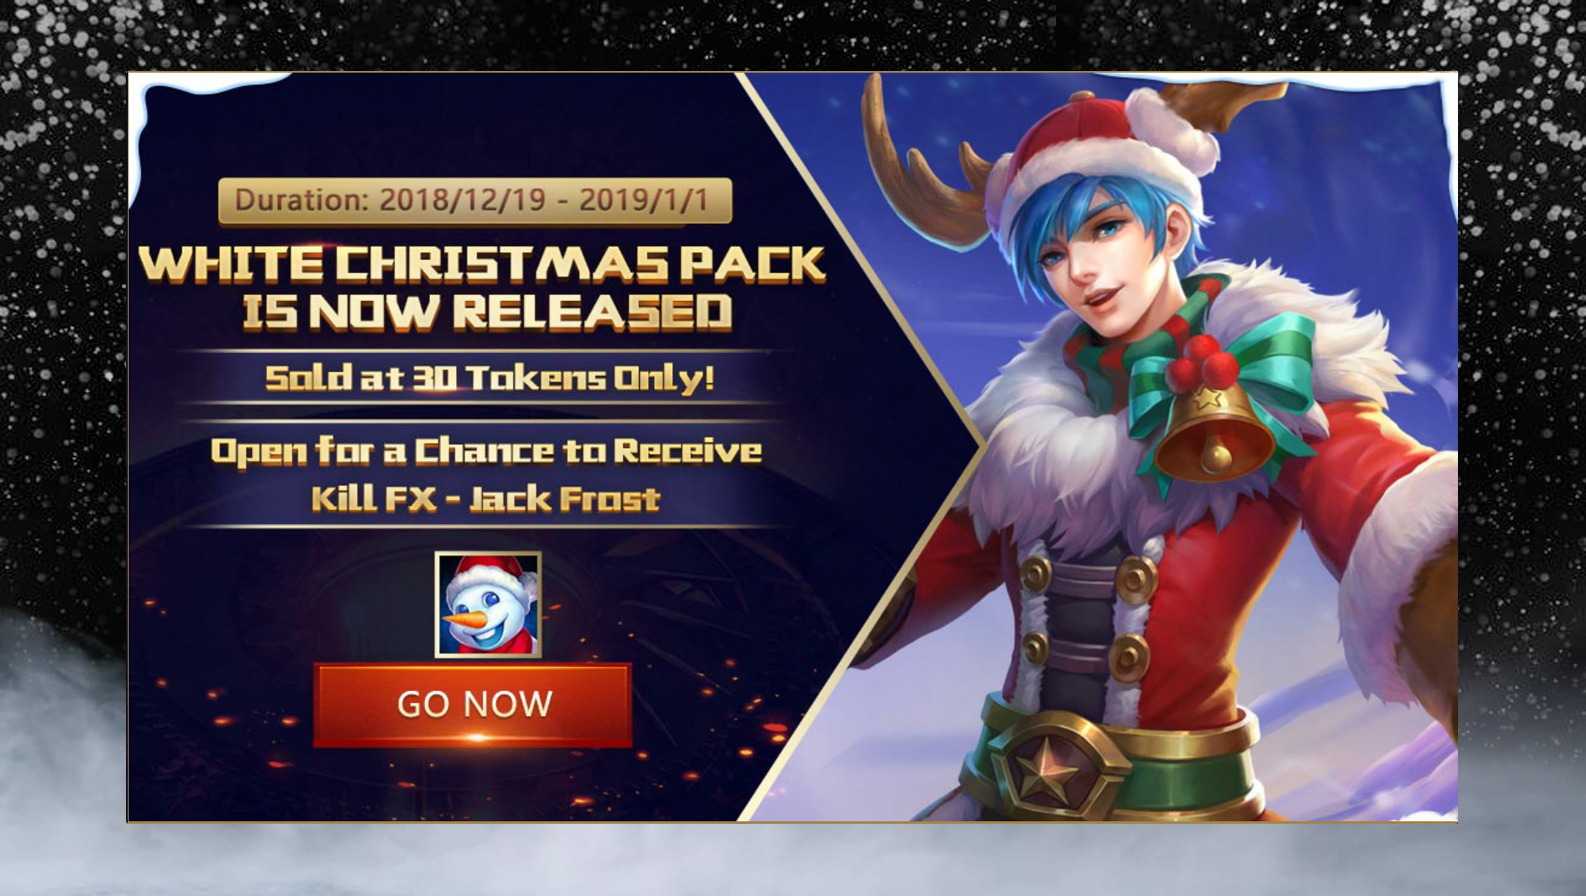 Duration: 2018/12/19 - 2019/1/1
WHITE CHRISTMAS PACK
IS NOW RELEASED
Sold at 30 Tokens Only!
Open for a Chance to Receive
Kill FX - Jack Frost
GO NOW